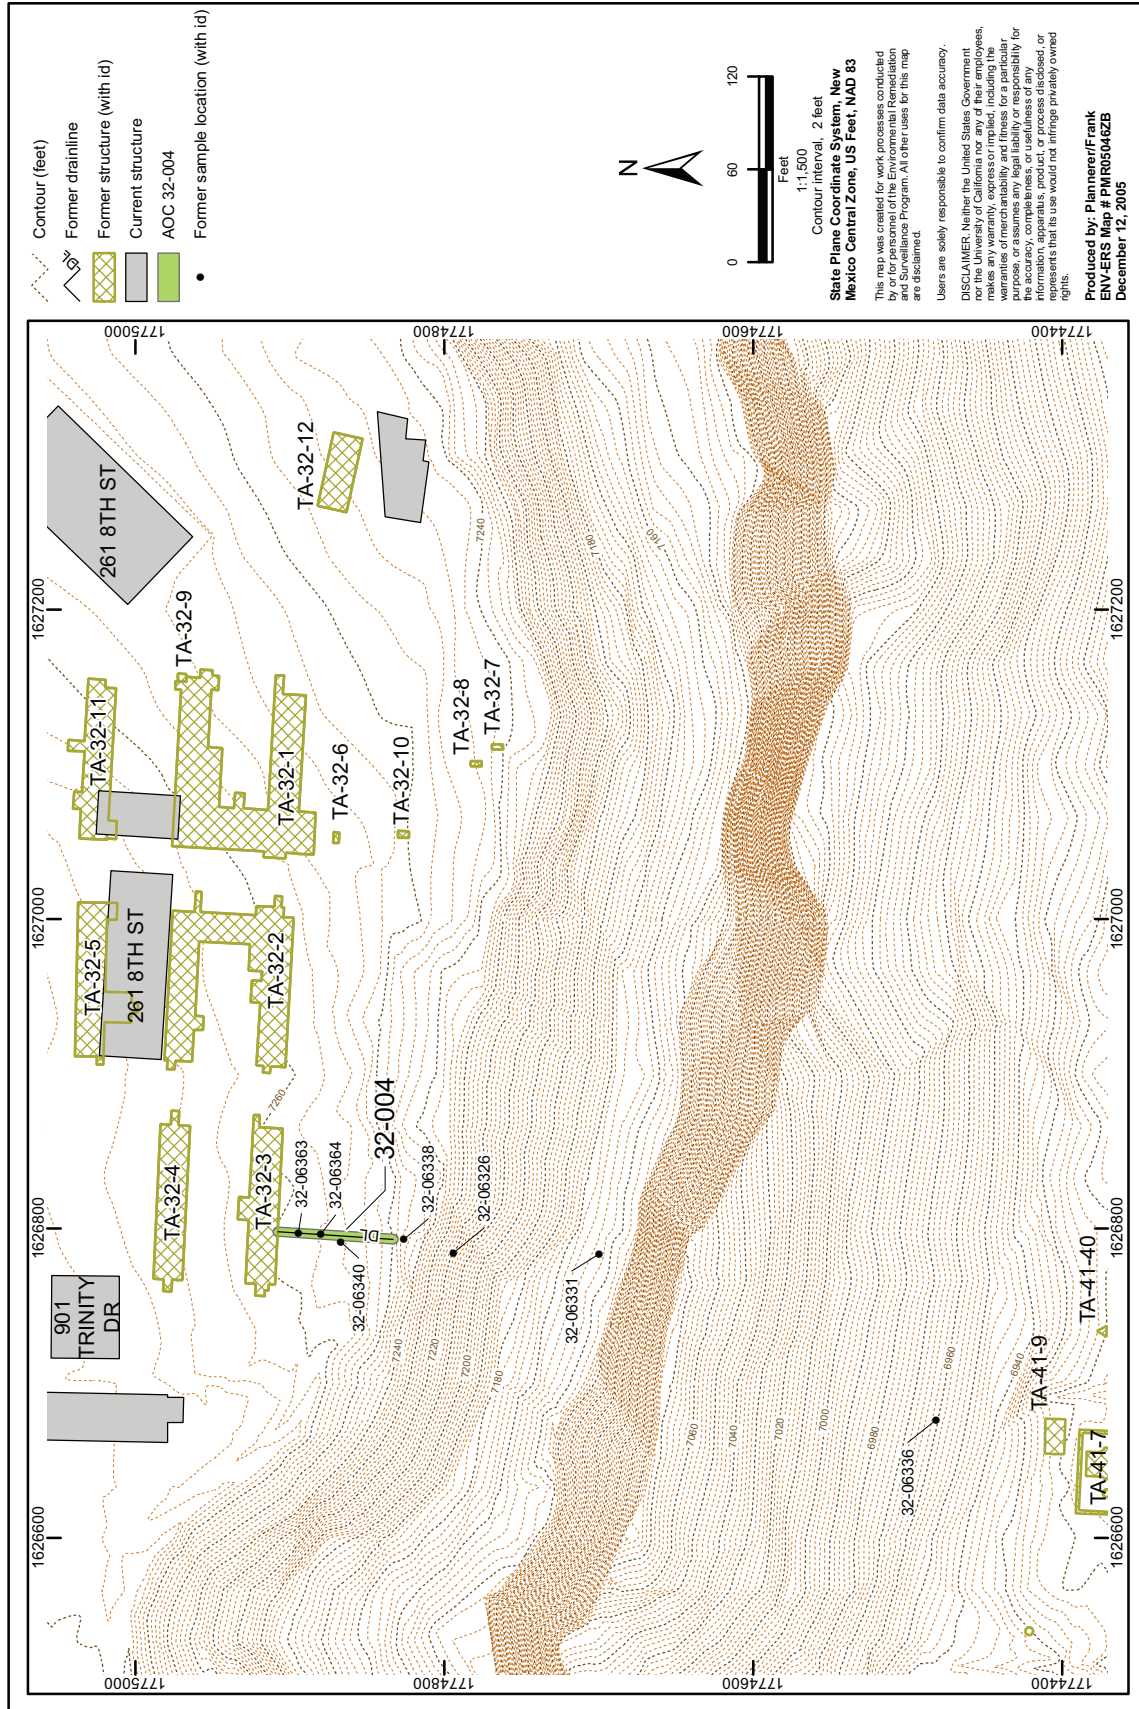 1626600
1626800
1627000
1627200
1775000
1774800
1774600
1774400
1775000
1774800
1774600
1774400
1626600
1626800
1627000
1627200
901
TRINITY
DR
261 8TH ST
261 8TH ST
TA-32-4
TA-32-5
TA-32-11
TA-32-9
TA-32-12
TA-32-3
TA-32-2
TA-32-1
TA-32-6
TA-32-10
TA-32-8
TA-32-7
7260
32-06363
32-06364
32-004
DL
32-06340
32-06338
32-06326
32-06331
32-06336
7240
7220
7200
7180
7240
7180
7160
7060
7040
7020
7000
6980
6960
6940
TA-41-40
TA-41-9
TA-41-7
Contour (feet)
DL
Former drainline
Former structure (with id)
Current structure
AOC 32-004
Former sample location (with id)
N
0
60
120
Feet
1:1,500
Contour interval, 2 feet
State Plane Coordinate System, New
Mexico Central Zone, US Feet, NAD 83
This map was created for work processes conducted
by or for personnel of the Environmental Remediation
and Surveillance Program. All other uses for this map
are disclaimed.
Users are solely responsible to confirm data accuracy.
DISCLAIMER: Neither the United States Government
nor the University of California nor any of their employees,
makes any warranty, express or implied, including the
warranties of merchantability and fitness for a particular
purpose, or assumes any legal liability or responsibility for
the accuracy, completeness, or usefulness of any
information, apparatus, product, or process disclosed, or
represents that its use would not infringe privately owned
rights.
Produced by: Plannerer/Frank
ENV-ERS Map # PMR05046ZB
December 12, 2005